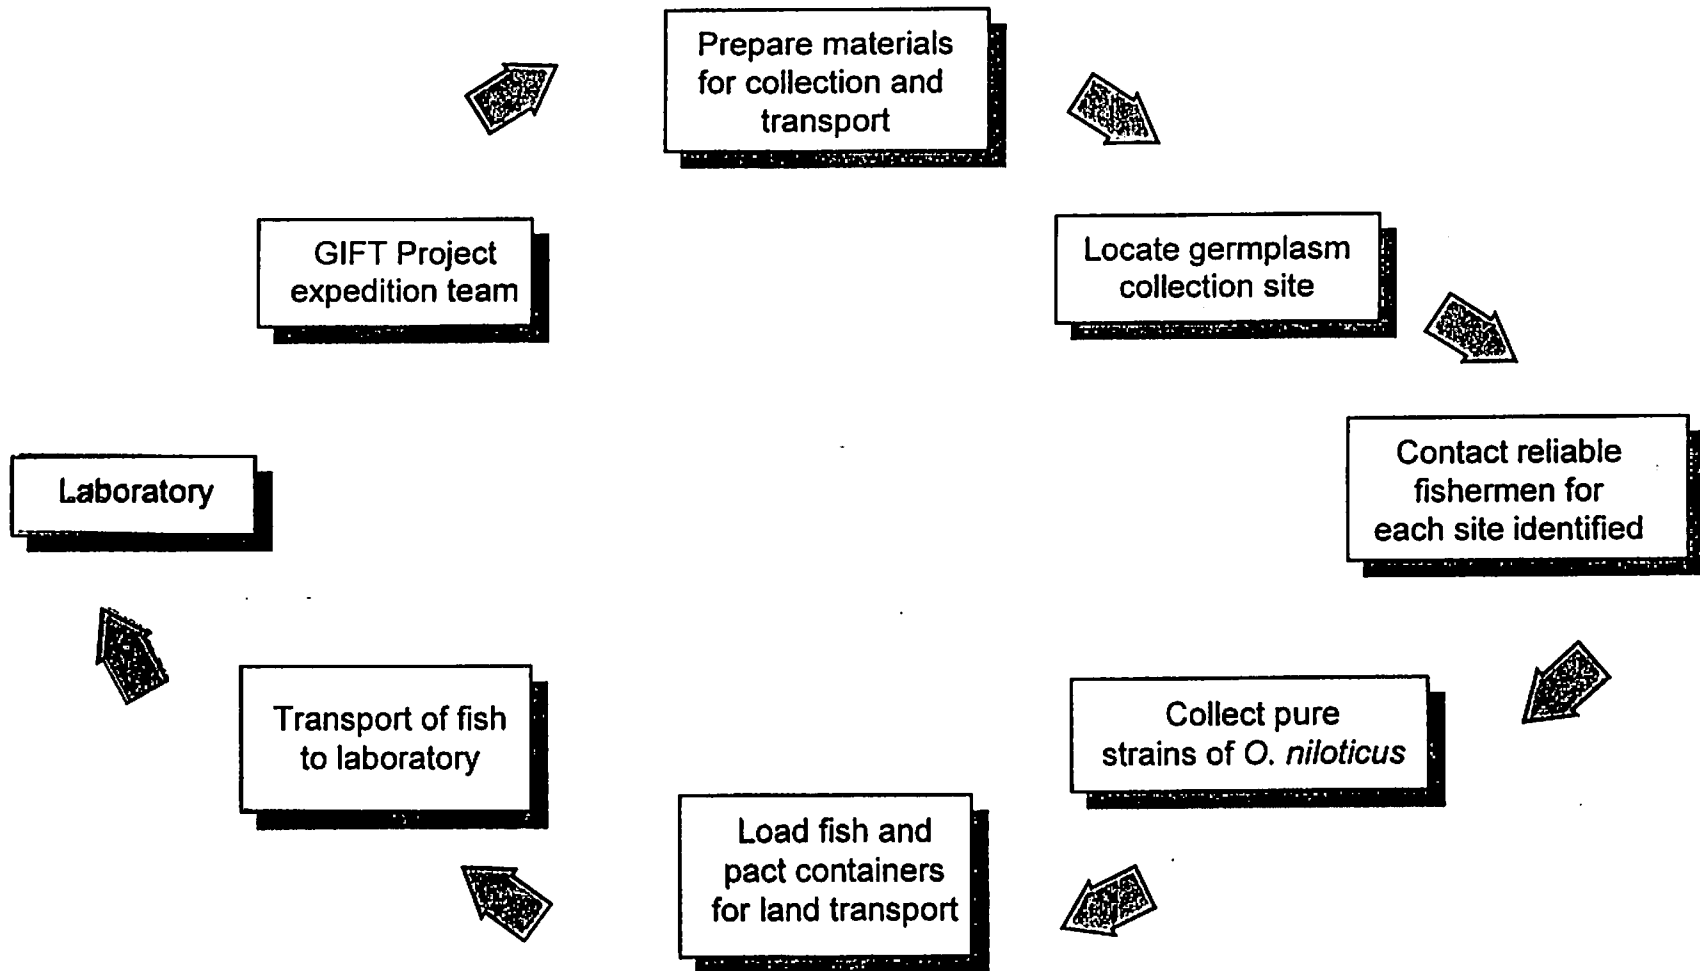 Prepare materials
for collection and
transport
GIFT Project
expedition team
Locate germplasm
collection site
Contact reliable
fishermen for
each site identified
Laboratory
Collect pure
strains of O. niloticus
Transport of fish
to laboratory
Load fish and
pact containers
for land transport